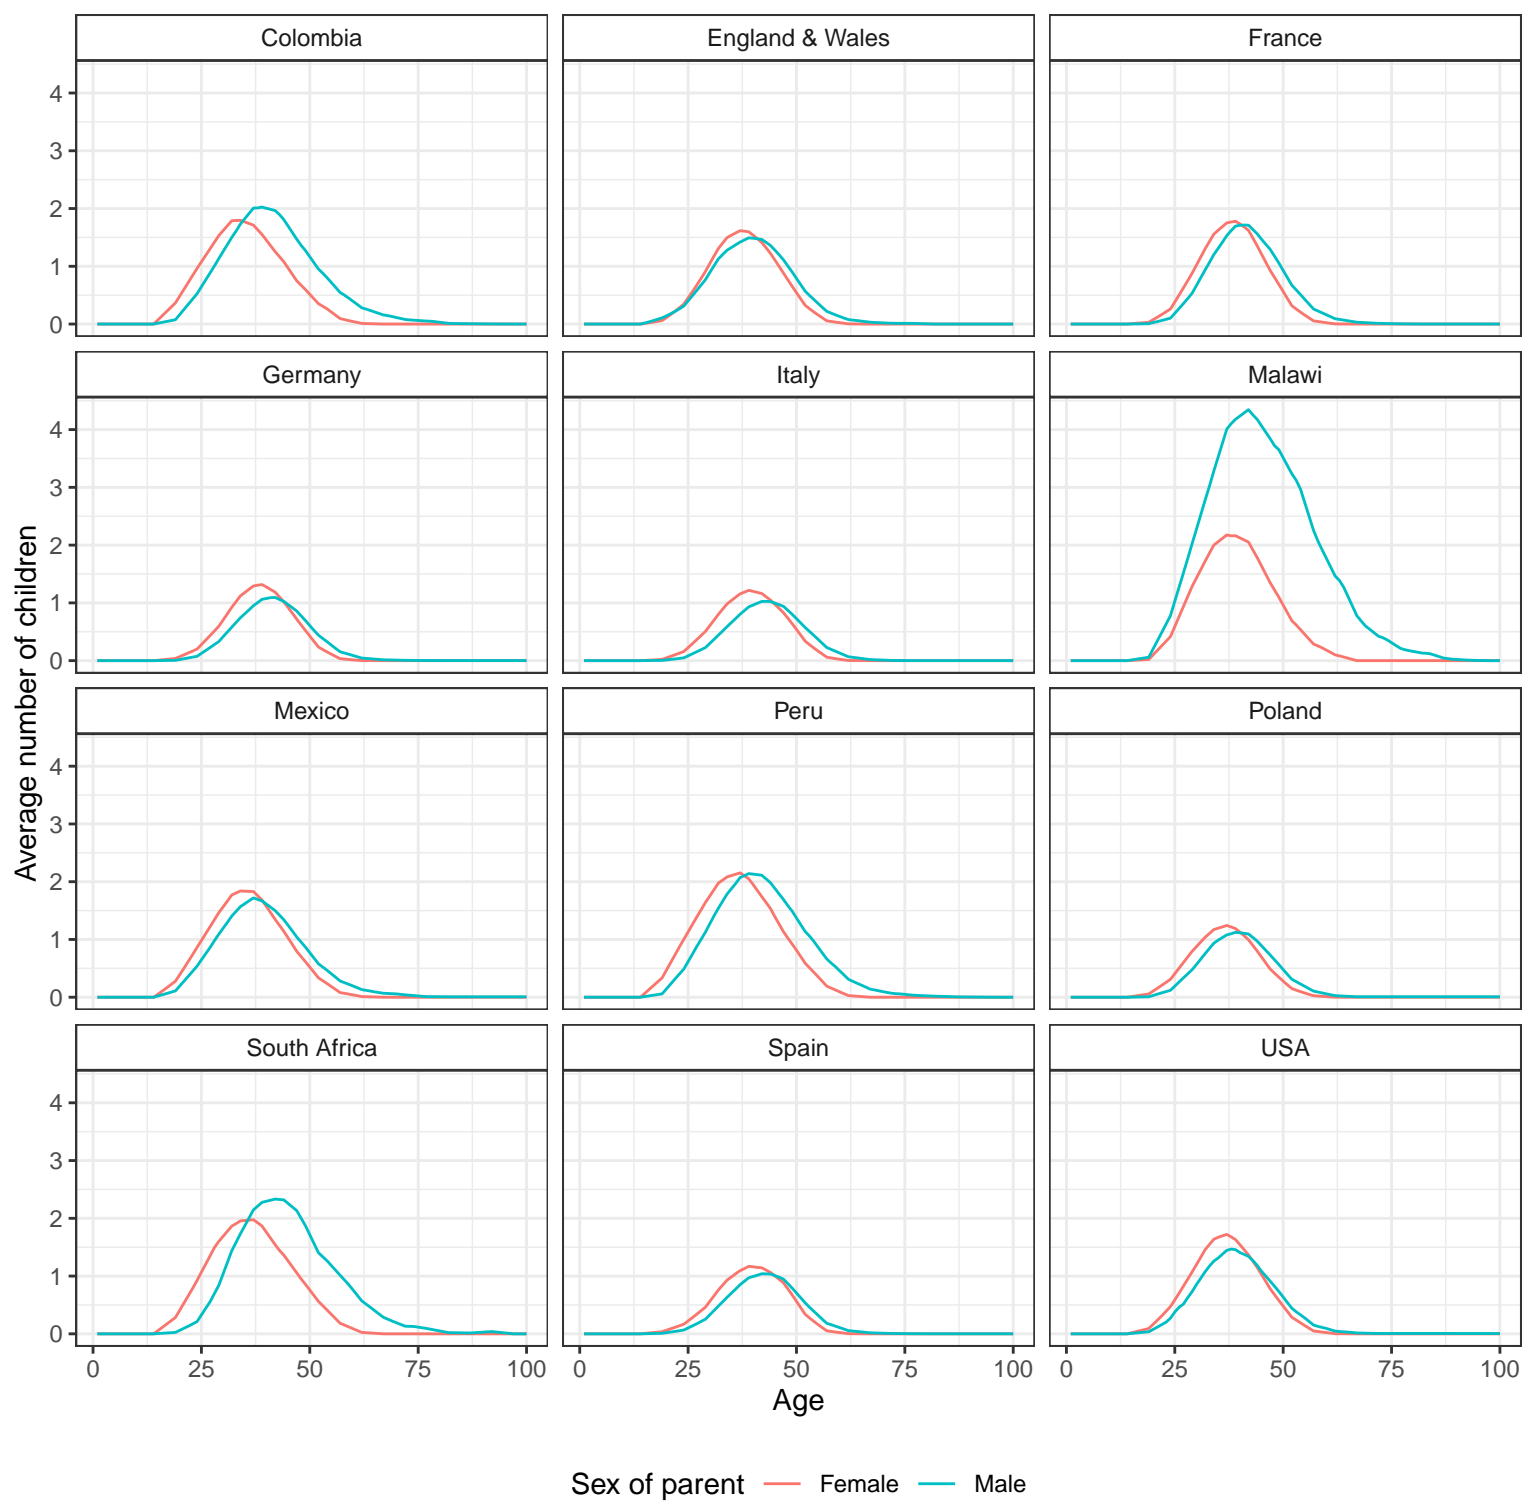 Colombia England & Wales France
4
3
2
1
0
Germany Italy Malawi
4
3
2
1
0
Mexico Peru Poland
4
3
2
1
0
South Africa Spain USA
4
3
2
1
0
0 25 50 75 100 0 25 50 75 100 0 25 50 75 100
Average number of children
Age
Sex of parent Female Male